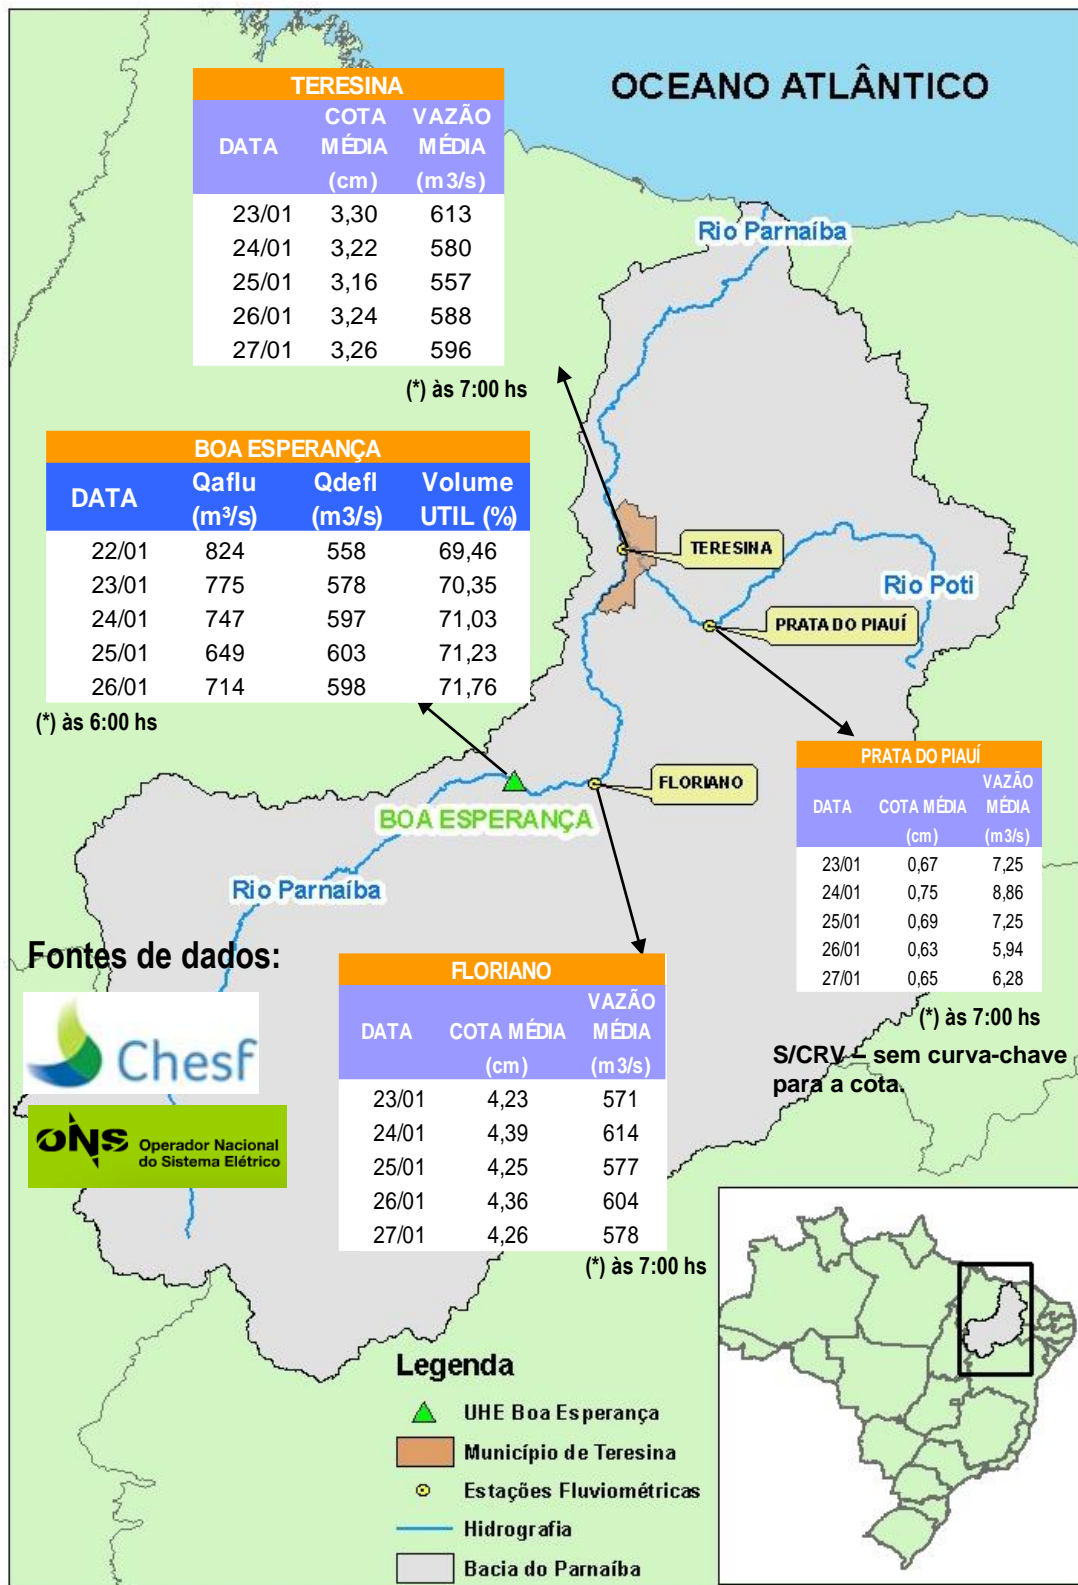 OCEANO ATLÂNTICO
TERESINA
DATA COTA MÉDIA (cm) VAZÃO MÉDIA (m3/s)
23/01 3,30 613
24/01 3,22 580
25/01 3,16 557
26/01 3,24 588
27/01 3,26 596
(*) às 7:00 hs
Rio Parnaíba
BOA ESPERANÇA
DATA Qaflu (m³/s) Qdefl (m3/s) Volume UTIL (%)
22/01 824 558 69,46
23/01 775 578 70,35
24/01 747 597 71,03
25/01 649 603 71,23
26/01 714 598 71,76
(*) às 6:00 hs
TERESINA
Rio Poti
PRATA DO PIAUÍ
FLORIANO
BOA ESPERANÇA
Rio Parnaíba
PRATA DO PIAUÍ
DATA COTA MÉDIA (cm) VAZÃO MÉDIA (m3/s)
23/01 0,67 7,25
24/01 0,75 8,86
25/01 0,69 7,25
26/01 0,63 5,94
27/01 0,65 6,28
(*) às 7:00 hs
S/CRV – sem curva-chave
para a cota.
Fontes de dados:
Chesf
ONS Operador Nacional
do Sistema Elétrico
FLORIANO
DATA COTA MÉDIA (cm) VAZÃO MÉDIA (m3/s)
23/01 4,23 571
24/01 4,39 614
25/01 4,25 577
26/01 4,36 604
27/01 4,26 578
(*) às 7:00 hs
Legenda
UHE Boa Esperança
Município de Teresina
Estações Fluviométricas
Hidrografia
Bacia do Parnaíba